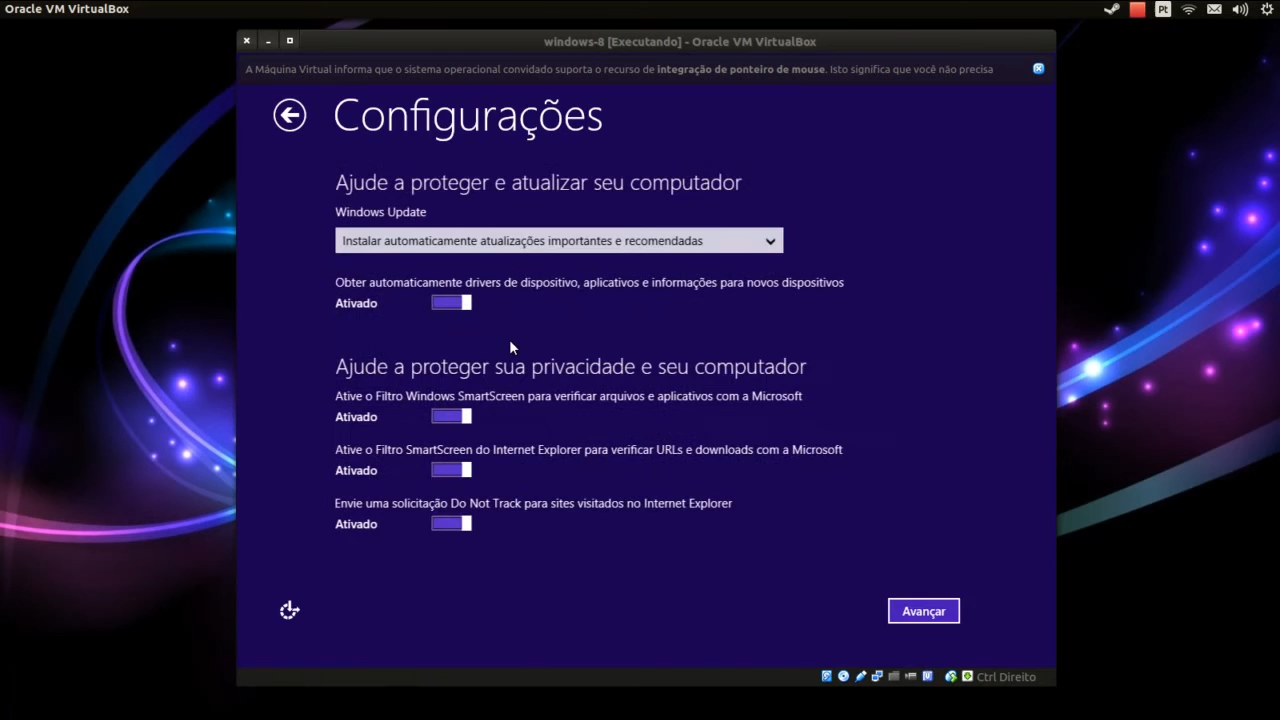 Oracle VM VirtualBox
Pt
windows-8 [Executando] - Oracle VM VirtualBox
A Máquina Virtual informa que o sistema operacional convidado suporta o recurso de integração de ponteiro de mouse. Isto significa que você não precisa
Configurações
Ajude a proteger e atualizar seu computador
Windows Update
Instalar automaticamente atualizações importantes e recomendadas
Obter automaticamente drivers de dispositivo, aplicativos e informações para novos dispositivos
Ativado
Ajude a proteger sua privacidade e seu computador
Ative o Filtro Windows SmartScreen para verificar arquivos e aplicativos com a Microsoft
Ativado
Ative o Filtro SmartScreen do Internet Explorer para verificar URLs e downloads com a Microsoft
Ativado
Envie uma solicitação Do Not Track para sites visitados no Internet Explorer
Ativado
Avançar
Ctrl Direito